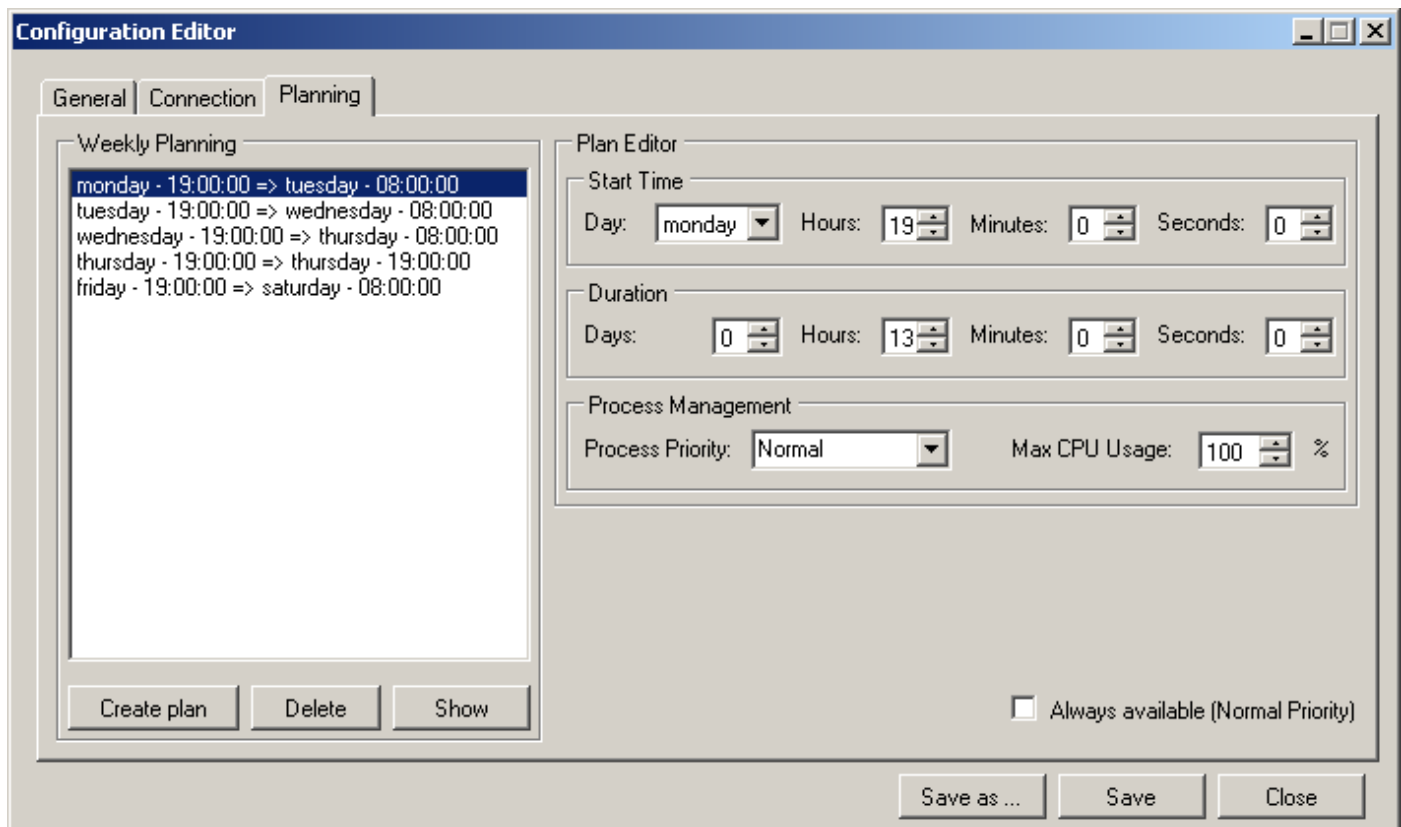 Configuration Editor
General Connection Planning
Weekly Planning
monday - 19:00:00 => tuesday - 08:00:00
tuesday - 19:00:00 => wednesday - 08:00:00
wednesday - 19:00:00 => thursday - 08:00:00
thursday - 19:00:00 => thursday - 19:00:00
friday - 19:00:00 => saturday - 08:00:00
Create plan Delete Show
Plan Editor
Start Time
Day: monday Hours: 19 Minutes: 0 Seconds: 0
Duration
Days: 0 Hours: 13 Minutes: 0 Seconds: 0
Process Management
Process Priority: Normal Max CPU Usage: 100 %
Always available (Normal Priority)
Save as ... Save Close